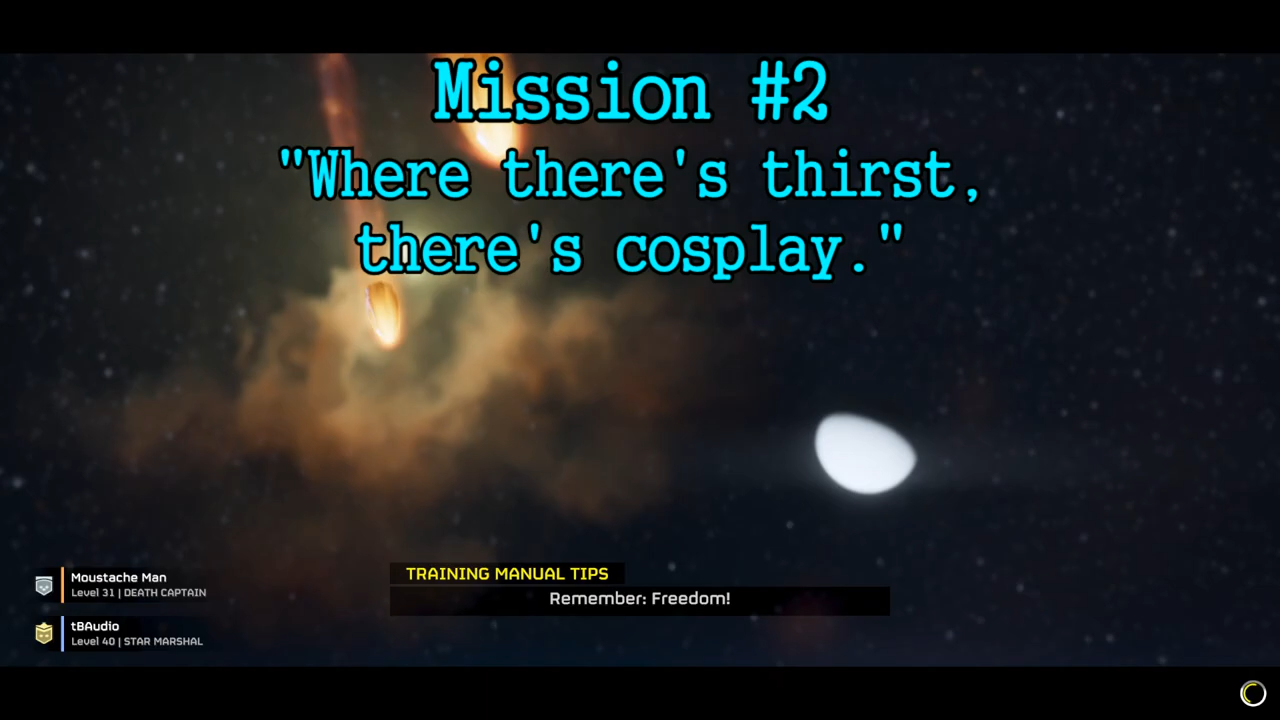 Mission #2
"Where there's thirst,
there's cosplay."
TRAINING MANUAL TIPS
Remember: Freedom!
Moustache Man
Level 31 | DEATH CAPTAIN
tBAudio
Level 40 | STAR MARSHAL